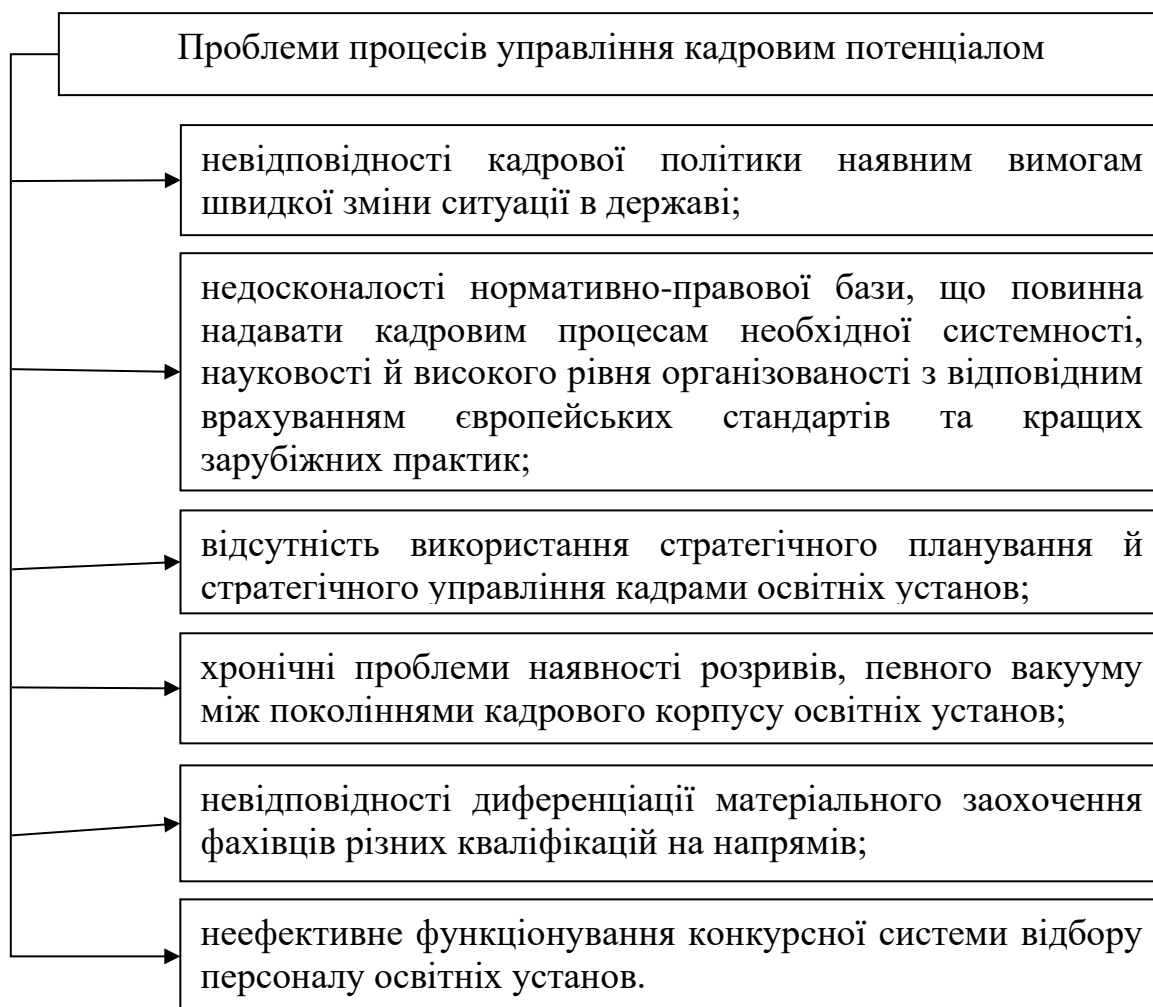 Проблеми процесів управління кадровим потенціалом
невідповідності кадрової політики наявним вимогам
швидкої зміни ситуації в державі;
недосконалості нормативно-правової бази, що повинна
надавати кадровим процесам необхідної системності,
науковості й високого рівня організованості з відповідним
врахуванням європейських стандартів та кращих
зарубіжних практик;
відсутність використання стратегічного планування й
стратегічного управління кадрами освітніх установ;
хронічні проблеми наявності розривів, певного вакууму
між поколіннями кадрового корпусу освітніх установ;
невідповідності диференціації матеріального заохочення
фахівців різних кваліфікацій на напрямів;
неефективне функціонування конкурсної системи відбору
персоналу освітніх установ.